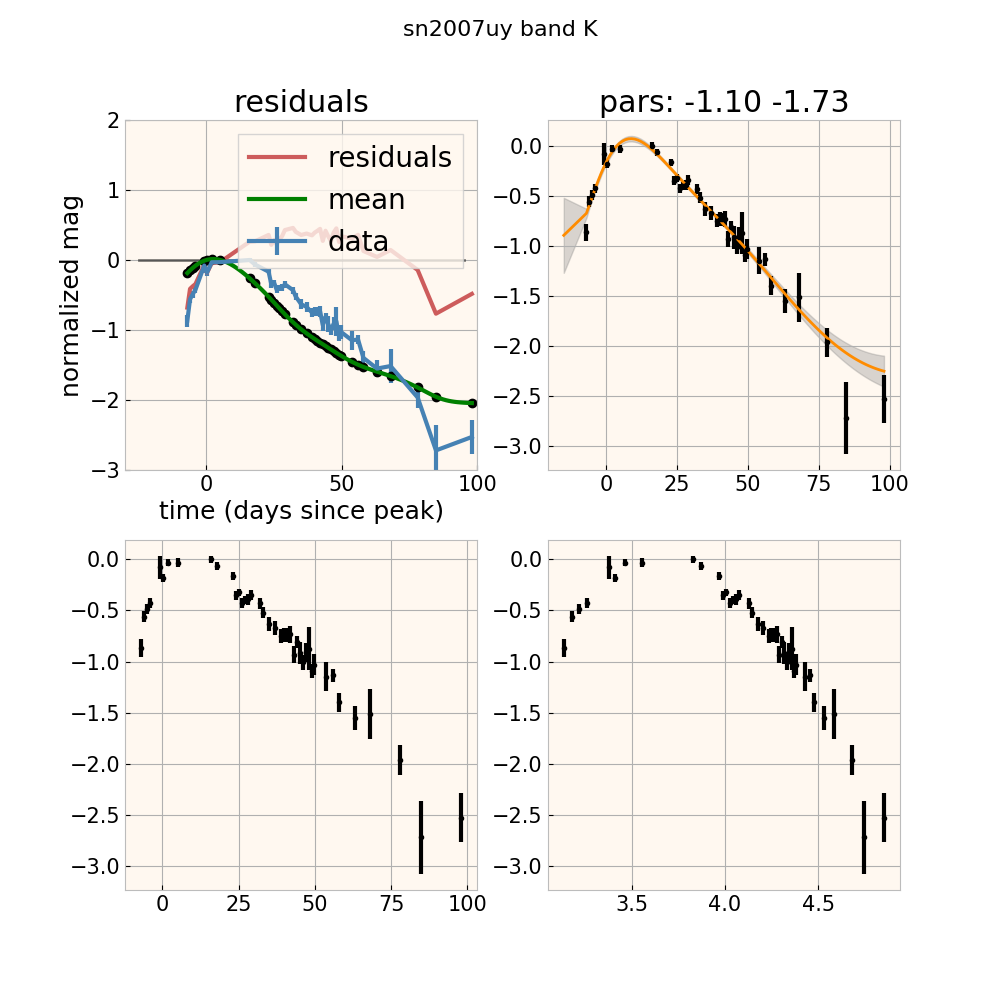 sn2007uy band K
residuals
pars: -1.10 -1.73
normalized mag
2
1
0
−1
−2
−3
residuals
mean
data
0 50 100
time (days since peak)
0.0
−0.5
−1.0
−1.5
−2.0
−2.5
−3.0
0 25 50 75 100
0.0
−0.5
−1.0
−1.5
−2.0
−2.5
−3.0
0 25 50 75 100
0.0
−0.5
−1.0
−1.5
−2.0
−2.5
−3.0
3.5 4.0 4.5